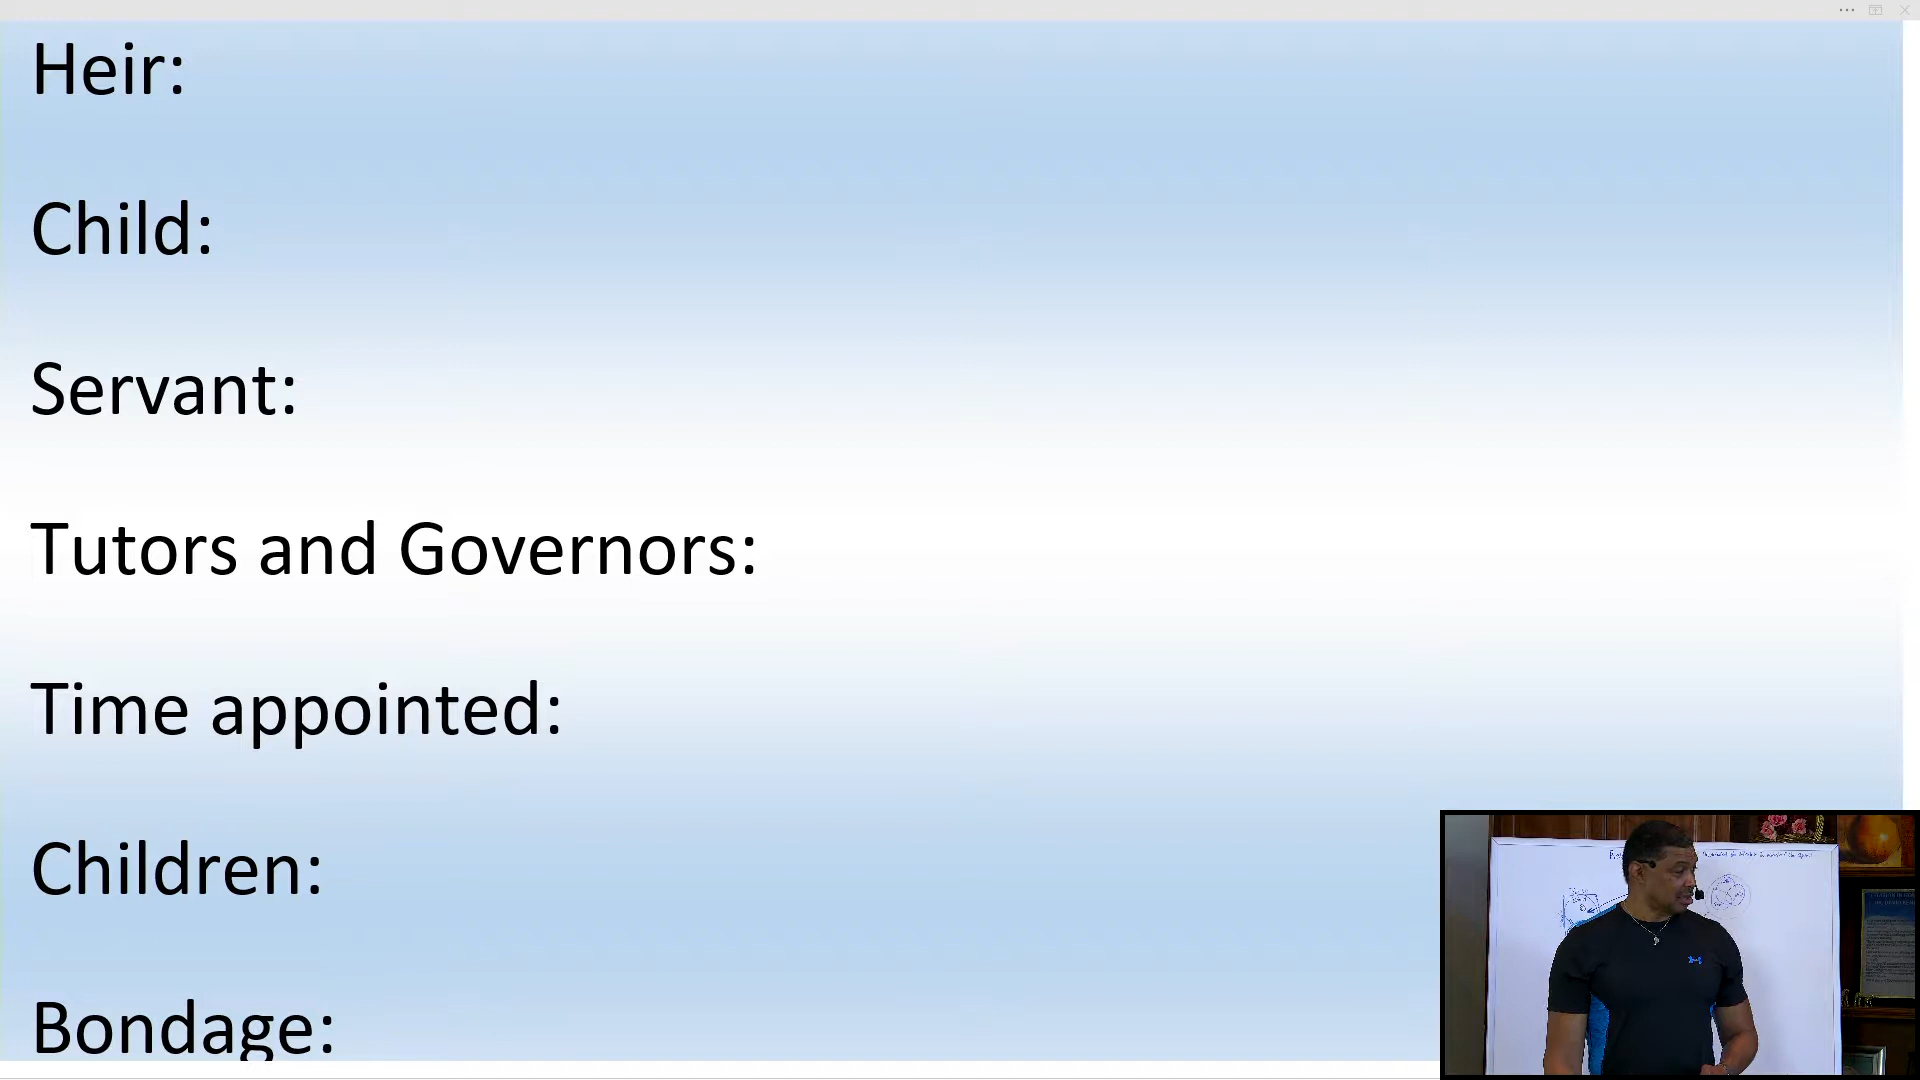 Heir:
Child:
Servant:
Tutors and Governors:
Time appointed:
Children:
Bondage: